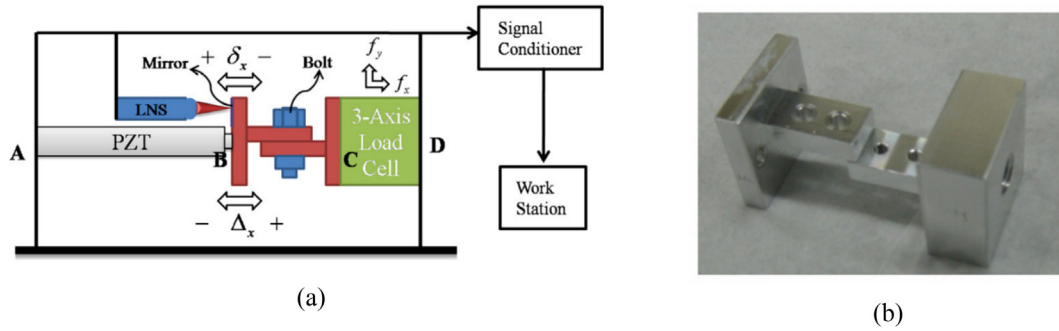 Signal
Conditioner
Mirror
+ δx −
Bolt
fy
fx
LNS
3-Axis
Load
Cell
A
PZT
B
C
D
− Δx +
Work
Station
(a)
(b)